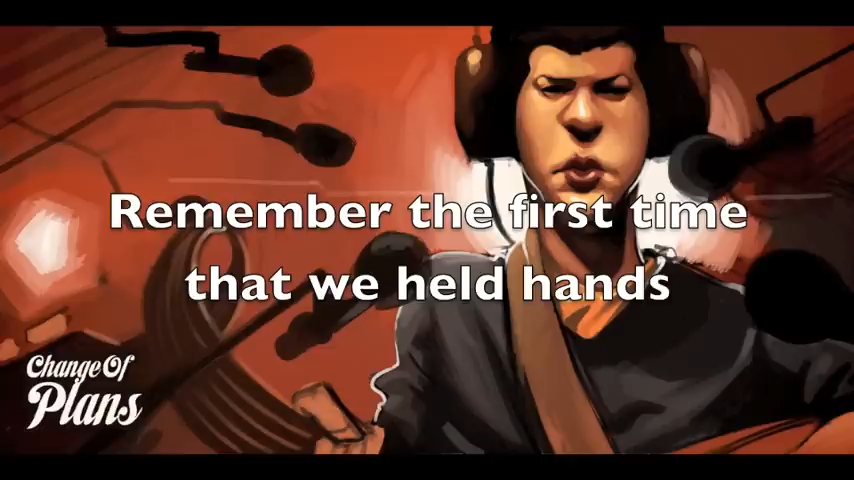 Remember the first time
that we held hands
Change Of
Plans